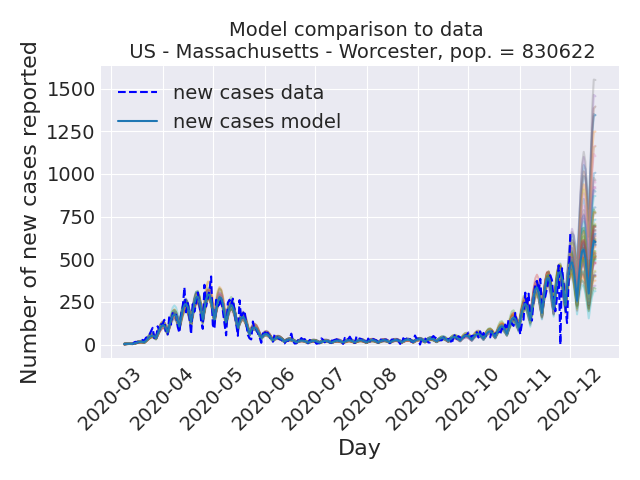 Model comparison to data
US - Massachusetts - Worcester, pop. = 830622
Number of new cases reported
1500
1250
1000
750
500
250
0
new cases data
new cases model
2020-03
2020-04
2020-05
2020-06
2020-07
2020-08
2020-09
2020-10
2020-11
2020-12
Day